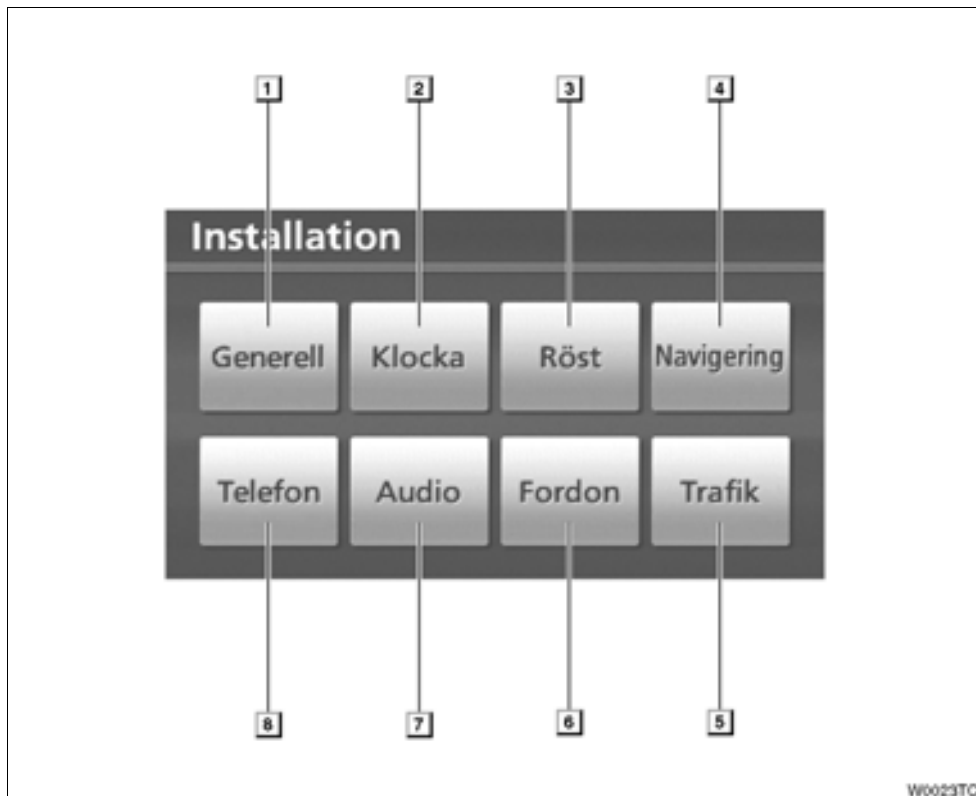 1 2 3 4
Installation
Generell Klocka Röst Navigering
Telefon Audio Fordon Trafik
8 7 6 5
W0023TC